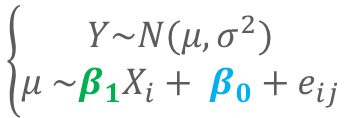 Y~N(μ, σ²)
μ ~β₁Xᵢ + β₀ + eᵢⱼ